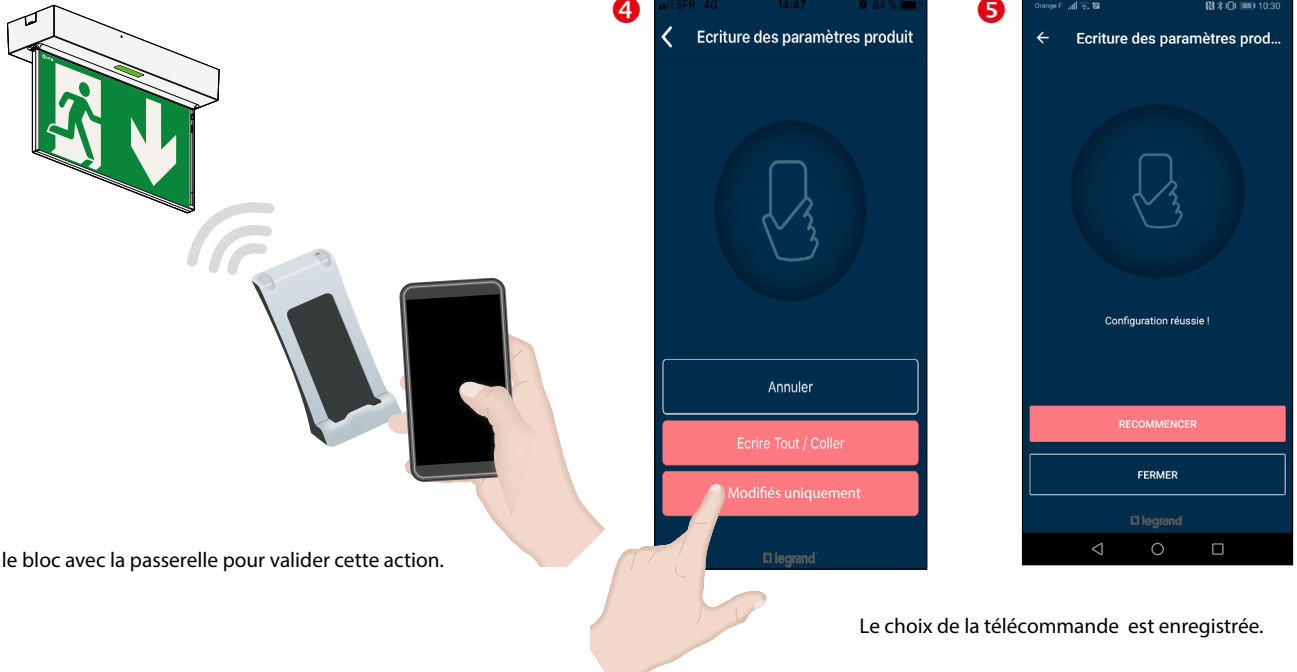 4
SFR 4G 14:47 84 %
Ecriture des paramètres produit
Annuler
Ecrire Tout / Coller
Modifiés uniquement
legrand
le bloc avec la passerelle pour valider cette action.
5
Orange F 10:30
Ecriture des paramètres prod...
Configuration réussie !
RECOMMENCER
FERMER
legrand
Le choix de la télécommande est enregistrée.